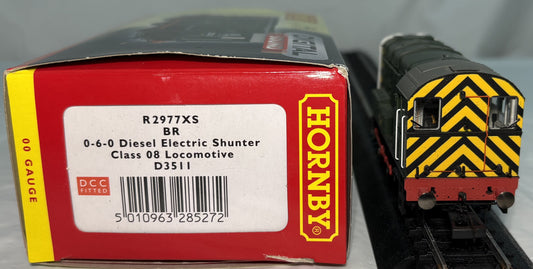 R2977XS
BR
0-6-0 Diesel Electric Shunter
Class 08 Locomotive
D3511
DCC
FITTED
5 010963 285272
00 GAUGE
HORNBY®